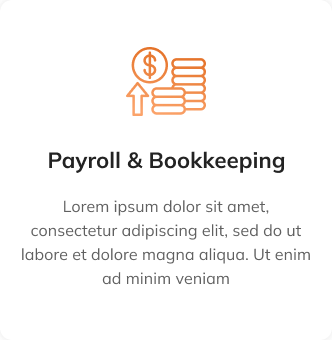 Payroll & Bookkeeping
Lorem ipsum dolor sit amet,
consectetur adipiscing elit, sed do ut
labore et dolore magna aliqua. Ut enim
ad minim veniam